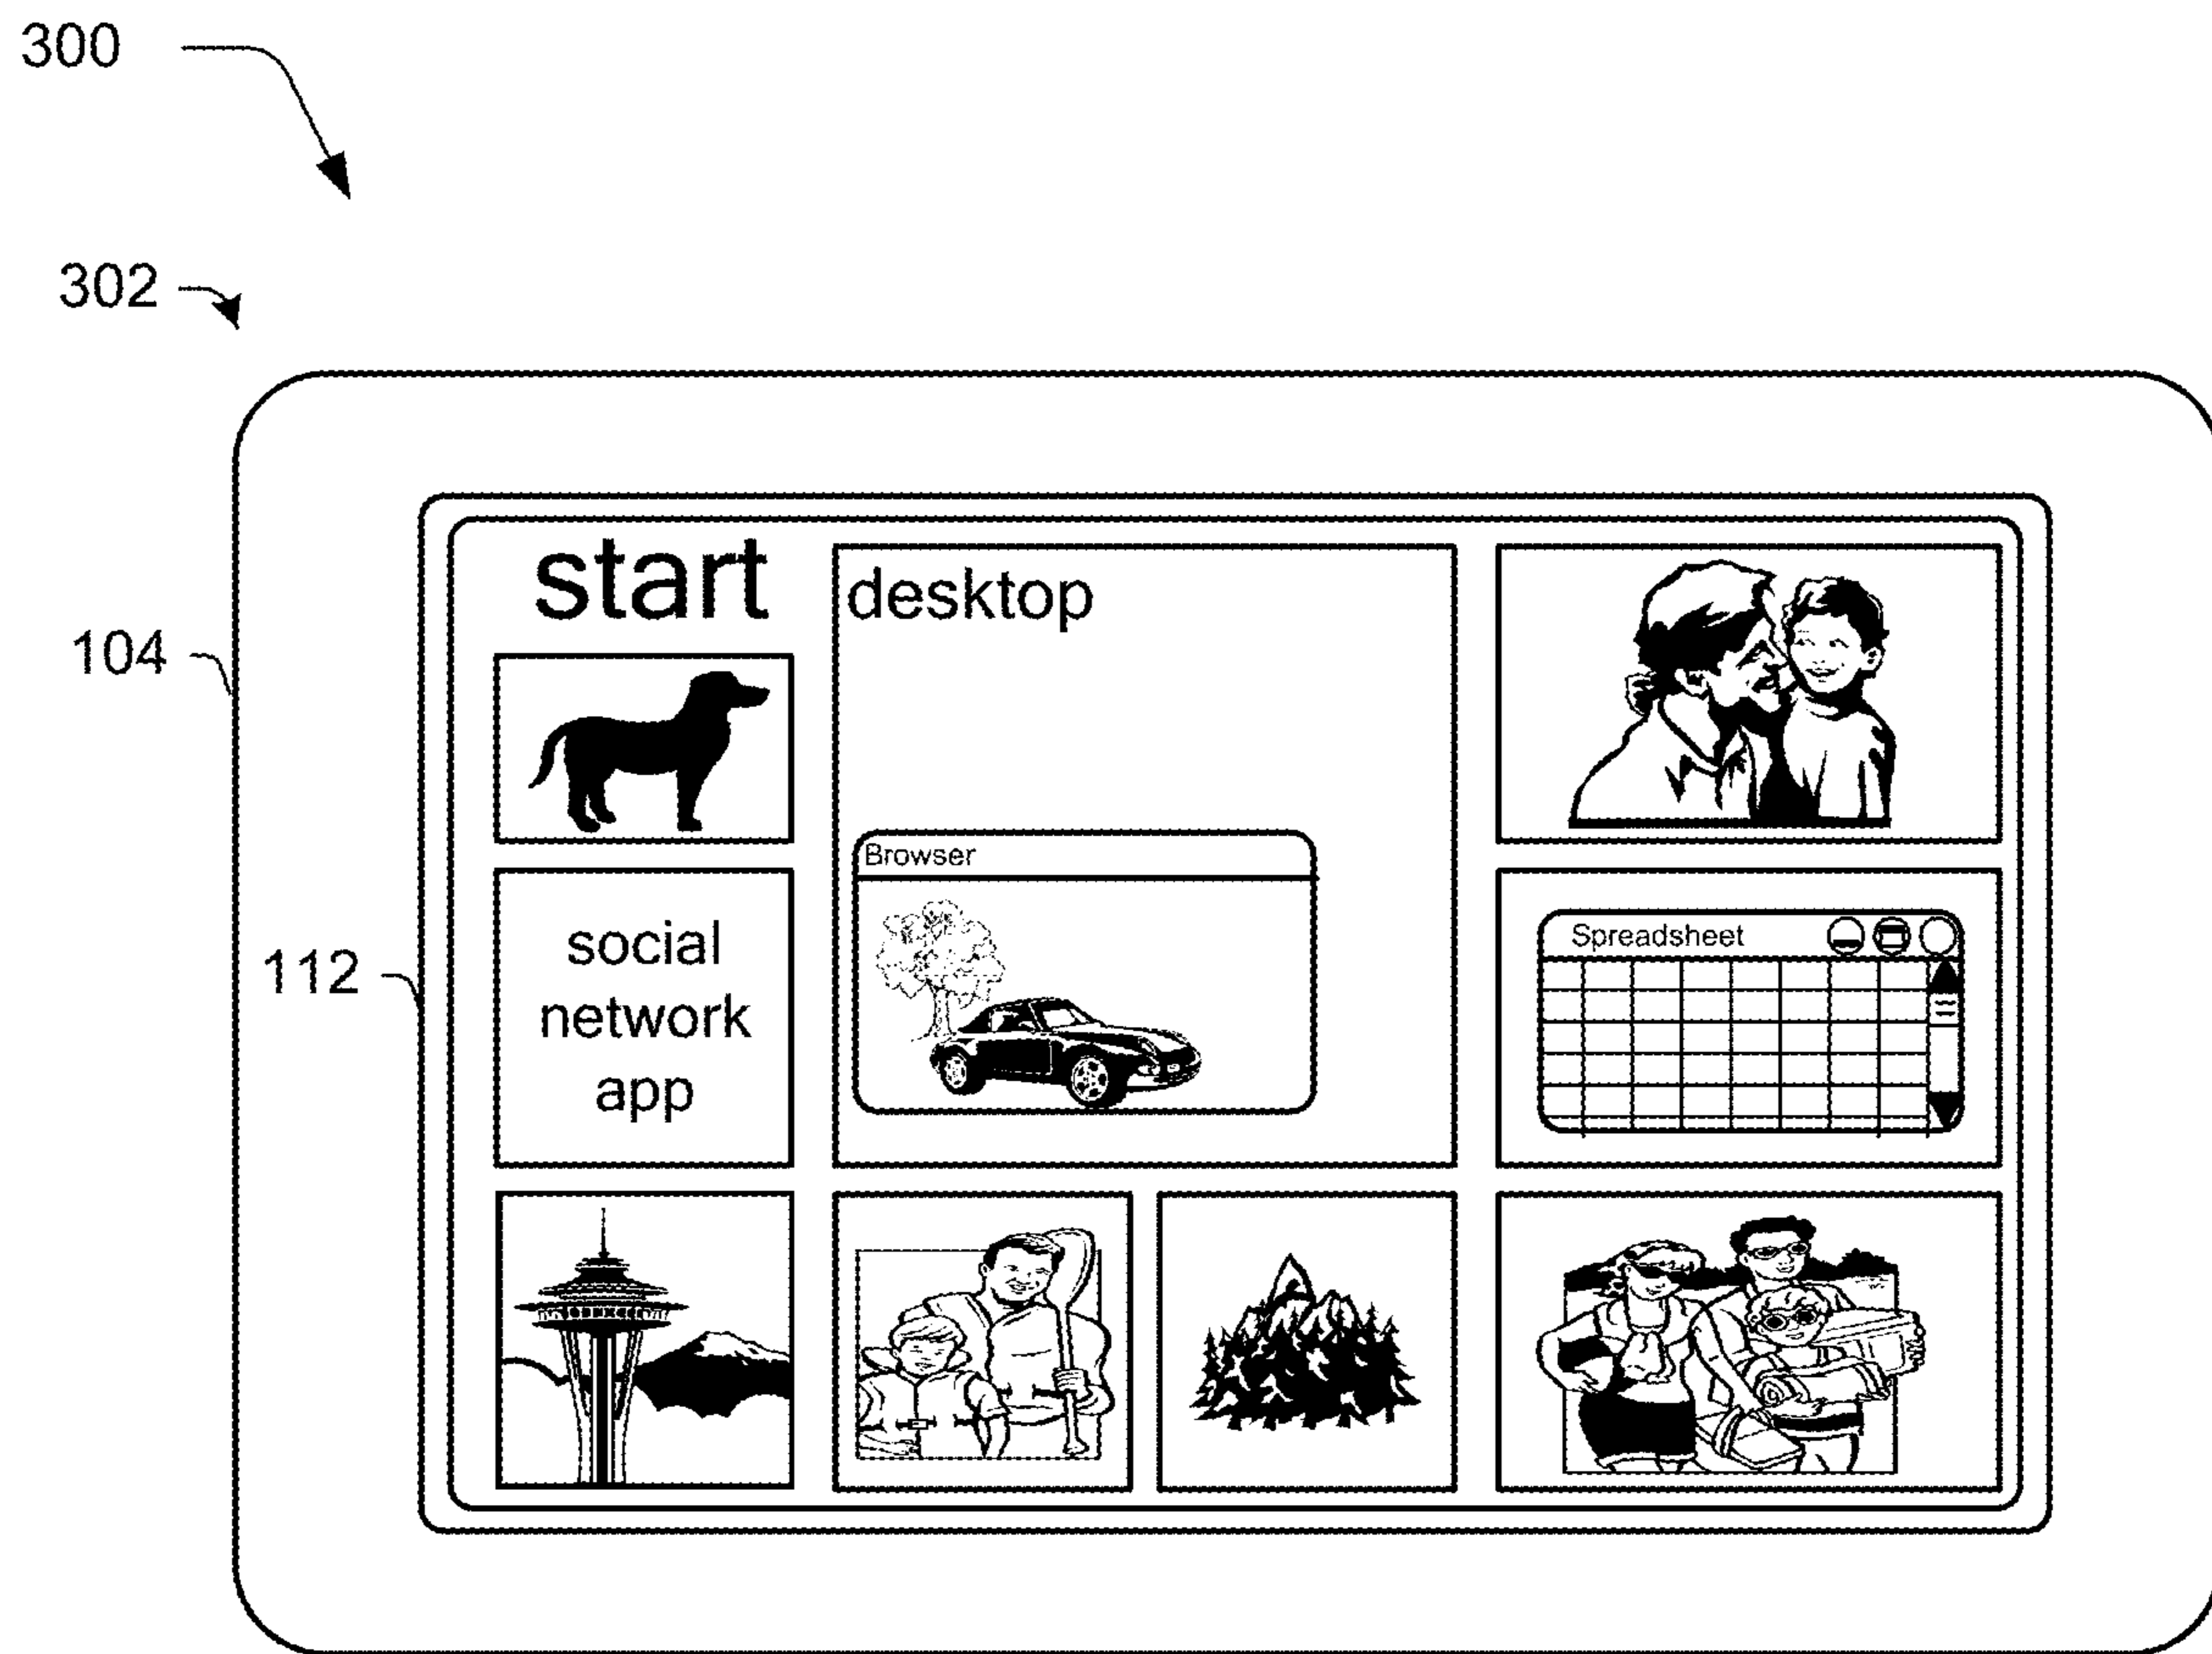 300
302
104
112
start
desktop
Browser
social
network
app
Spreadsheet